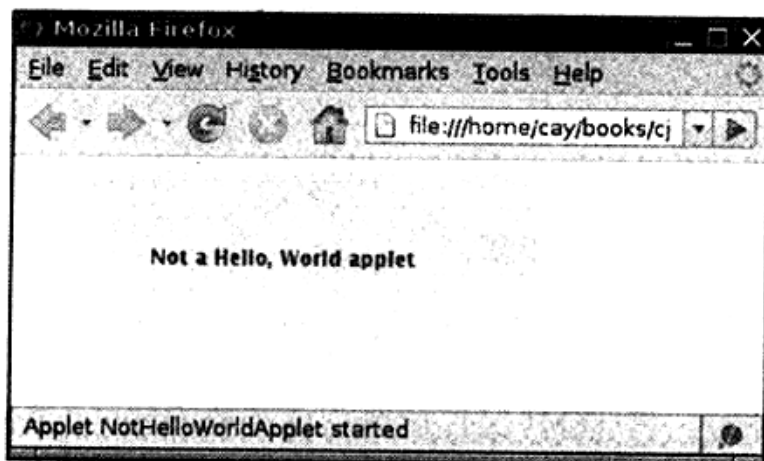 Mozilla Firefox
File Edit View History Bookmarks Tools Help
file:///home/cay/books/cj
Not a Hello, World applet
Applet NotHelloWorldApplet started